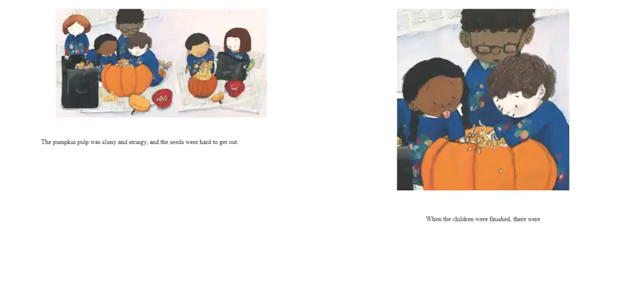 The pumpkin pulp was slimy and stringy, and the seeds were hard to get out.
When the children were finished, there were